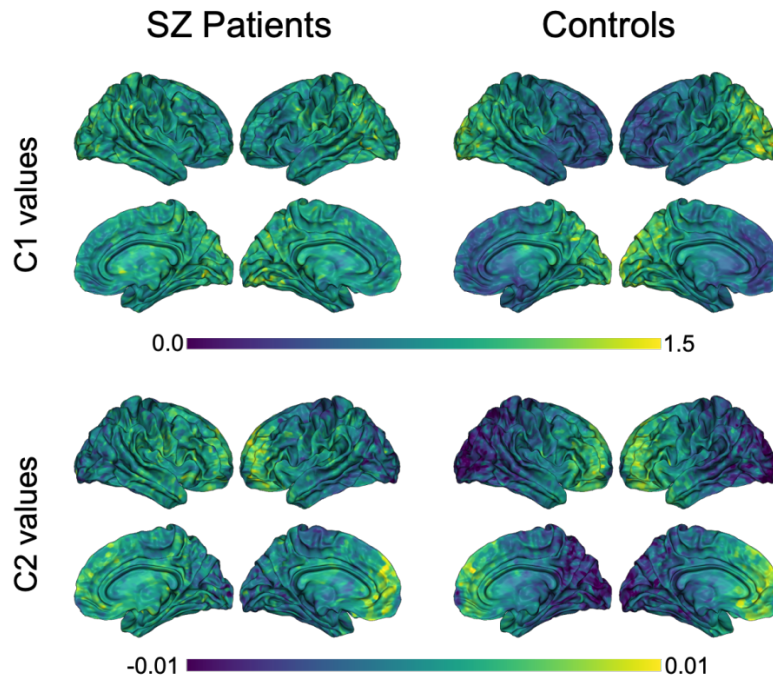 SZ Patients Controls
C1 values
0.0 1.5
C2 values
-0.01 0.01